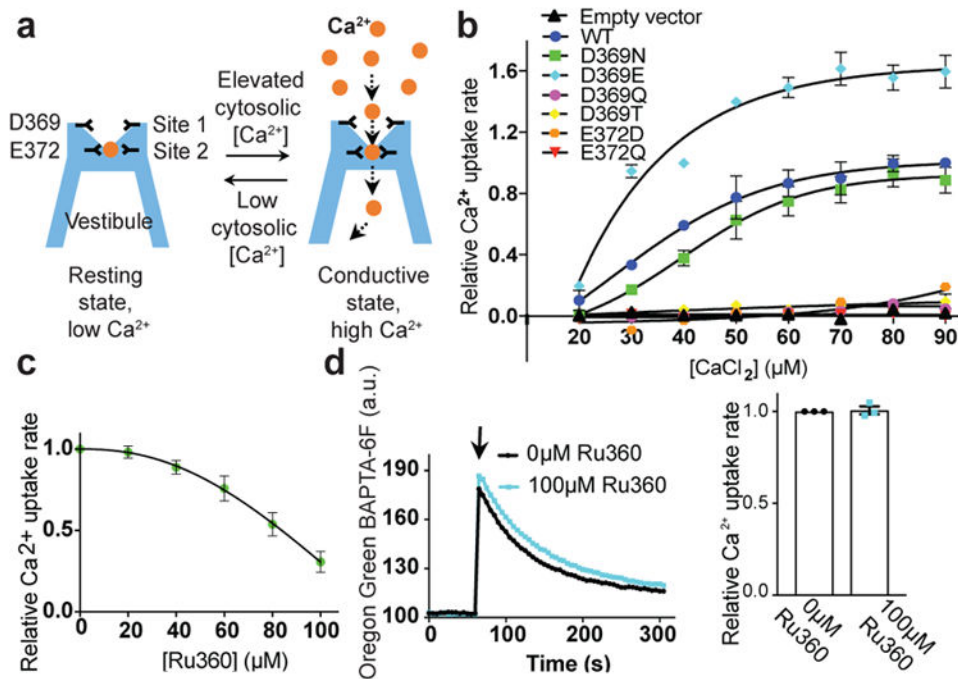 a
Ca²⁺
D369
Site 1
E372
Site 2
Elevated
cytosolic
[Ca²⁺]
Low
cytosolic
[Ca²⁺]
Vestibule
Resting
state,
low Ca²⁺
Conductive
state,
high Ca²⁺
b
Empty vector
WT
D369N
D369E
D369Q
D369T
E372D
E372Q
Relative Ca²⁺ uptake rate
1.6
1.2
0.8
0.4
0.0
20 30 40 50 60 70 80 90
[CaCl₂] (µM)
c
Relative Ca2+ uptake rate
1.0
0.5
0.0
0 20 40 60 80 100
[Ru360] (µM)
d
Oregon Green BAPTA-6F (a.u.)
190
160
130
100
0µM Ru360
100µM Ru360
0 100 200 300
Time (s)
Relative Ca²⁺ uptake rate
1.0
0.5
0.0
0µM
Ru360
100µM
Ru360